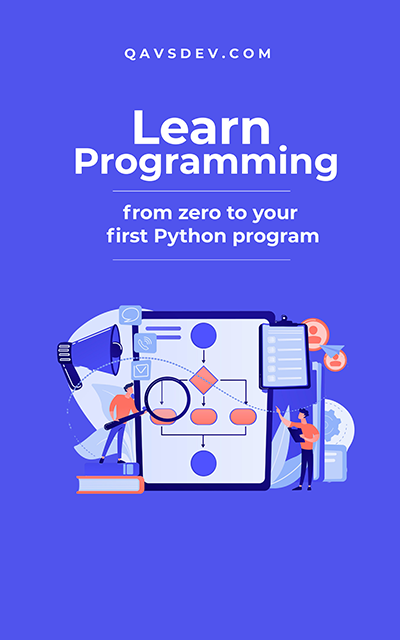 QAVSDEV.COM
Learn
Programming
from zero to your
first Python program